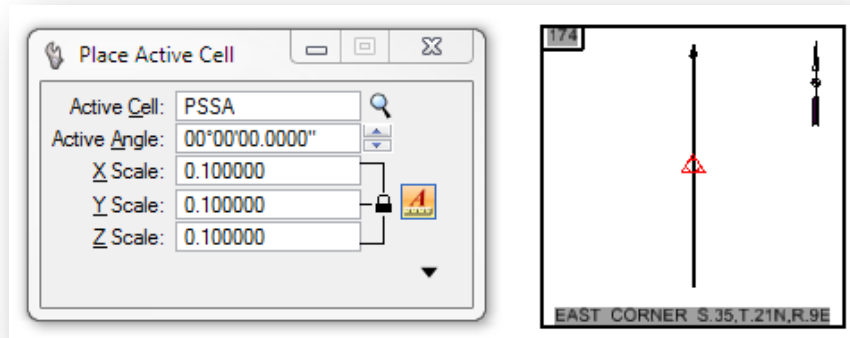 Place Active Cell
Active Cell: PSSA
Active Angle: 00°00'00.0000"
X Scale: 0.100000
Y Scale: 0.100000
Z Scale: 0.100000
A
174
EAST CORNER S.35,T.21N,R.9E